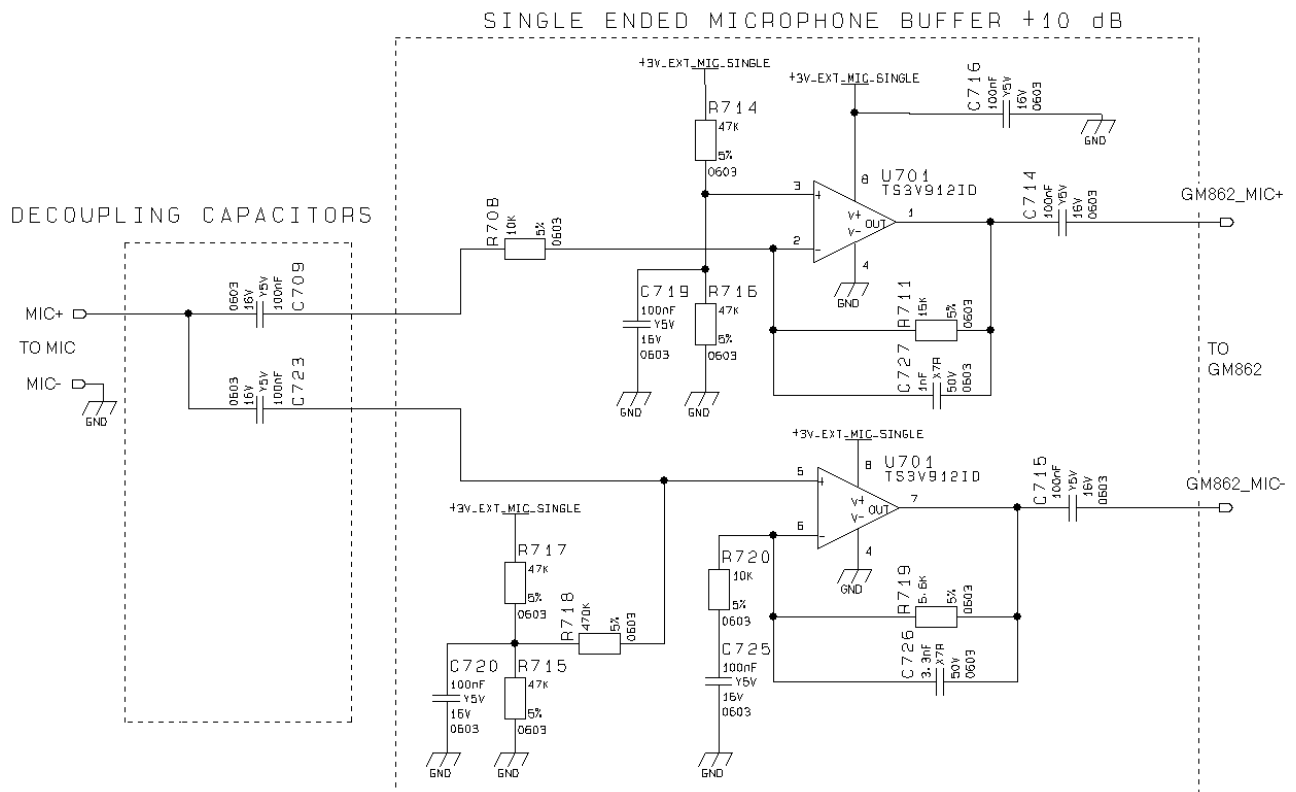 SINGLE ENDED MICROPHONE BUFFER +10 dB
+3V_EXT_MIC_SINGLE
R714
47K
5%
0603
+3V_EXT_MIC_SINGLE
C716
100nF
Y5V
16V
0603
GND
DECOUPLING CAPACITORS
R708
10K
5%
0603
3
2
+
-
8
U701
TS3V912ID
V+
V-
OUT
1
4
GND
C714
100nF
Y5V
16V
0603
GM862_MIC+
MIC+
TO MIC
MIC-
GND
0603
16V
Y5V
100nF
C709
0603
16V
Y5V
100nF
C723
C719
100nF
Y5V
16V
0603
GND
R716
47K
5%
0603
GND
R711
15K
5%
0603
C727
1nF
X7R
50V
0603
TO
GM862
+3V_EXT_MIC_SINGLE
5
6
+
-
8
U701
TS3V912ID
V+
V-
OUT
7
4
GND
C715
100nF
Y5V
16V
0603
GM862_MIC-
+3V_EXT_MIC_SINGLE
R717
47K
5%
0603
R718
470K
5%
0603
C720
100nF
Y5V
16V
0603
GND
R715
47K
5%
0603
GND
R720
10K
5%
0603
C725
100nF
Y5V
16V
0603
GND
R719
5.6K
5%
0603
C726
3.3nF
X7R
50V
0603